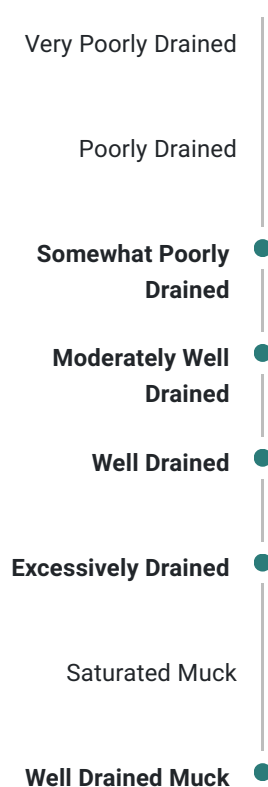 Very Poorly Drained
Poorly Drained
Somewhat Poorly
Drained
Moderately Well
Drained
Well Drained
Excessively Drained
Saturated Muck
Well Drained Muck